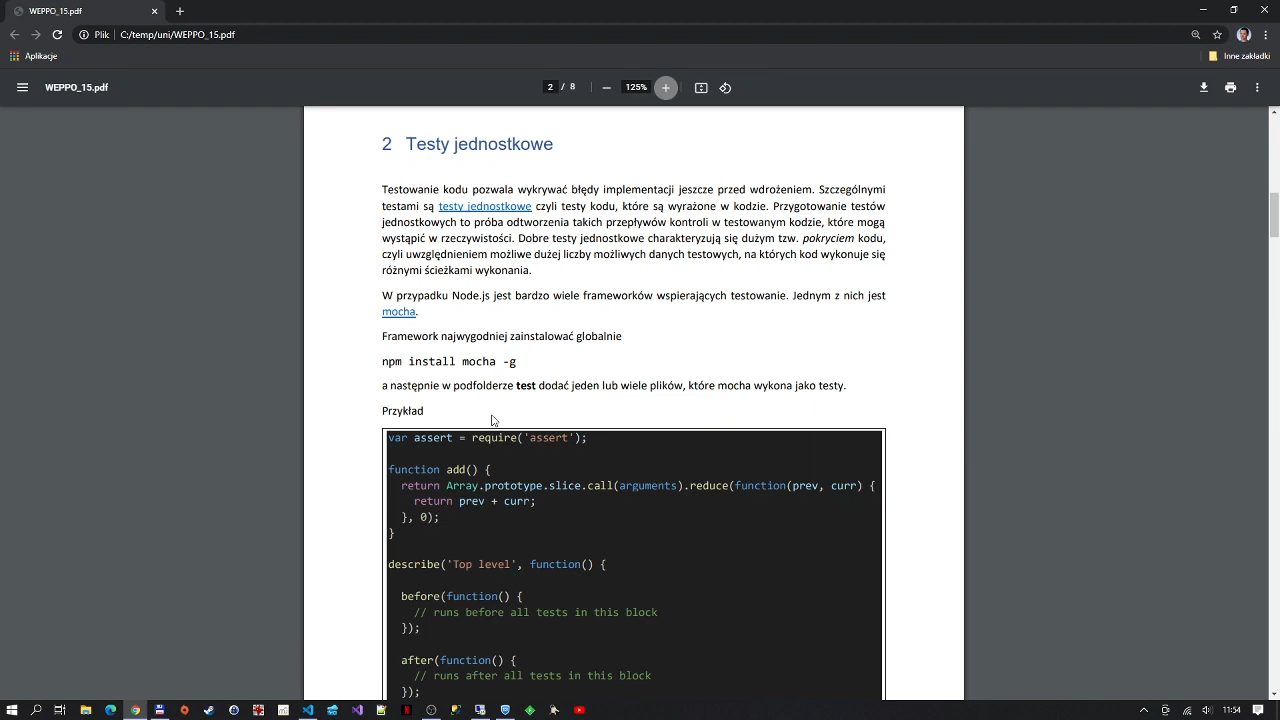 WEPPO_15.pdf
Plik
C:/temp/uni/WEPPO_15.pdf
Aplikacje
Inne zakładki
WEPPO_15.pdf
2 / 8
125%
2 Testy jednostkowe
Testowanie kodu pozwala wykrywać błędy implementacji jeszcze przed wdrożeniem. Szczególnymi
testami są testy jednostkowe czyli testy kodu, które są wyrażone w kodzie. Przygotowanie testów
jednostkowych to próba odtworzenia takich przepływów kontroli w testowanym kodzie, które mogą
wystąpić w rzeczywistości. Dobre testy jednostkowe charakteryzują się dużym tzw. pokryciem kodu,
czyli uwzględnieniem możliwe dużej liczby możliwych danych testowych, na których kod wykonuje się
różnymi ścieżkami wykonania.
W przypadku Node.js jest bardzo wiele frameworków wspierających testowanie. Jednym z nich jest
mocha.
Framework najwygodniej zainstalować globalnie
npm install mocha -g
a następnie w podfolderze test dodać jeden lub wiele plików, które mocha wykona jako testy.
Przykład
var assert = require('assert');
function add() {
return Array.prototype.slice.call(arguments).reduce(function(prev, curr) {
return prev + curr;
}, 0);
}
describe('Top level', function() {
before(function() {
// runs before all tests in this block
});
after(function() {
// runs after all tests in this block
});